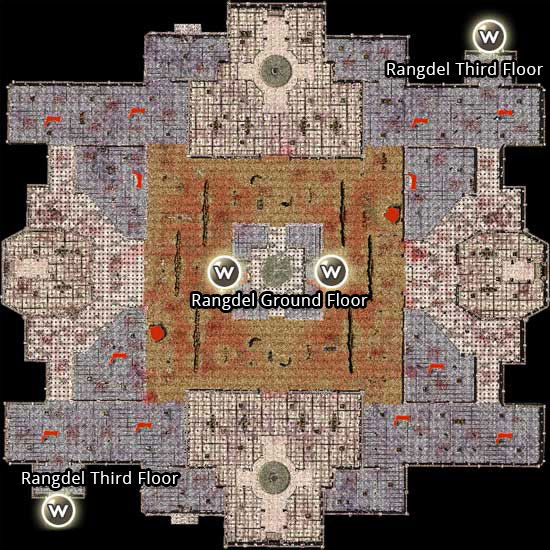 W
Rangdel Third Floor
W W
Rangdel Ground Floor
Rangdel Third Floor
W